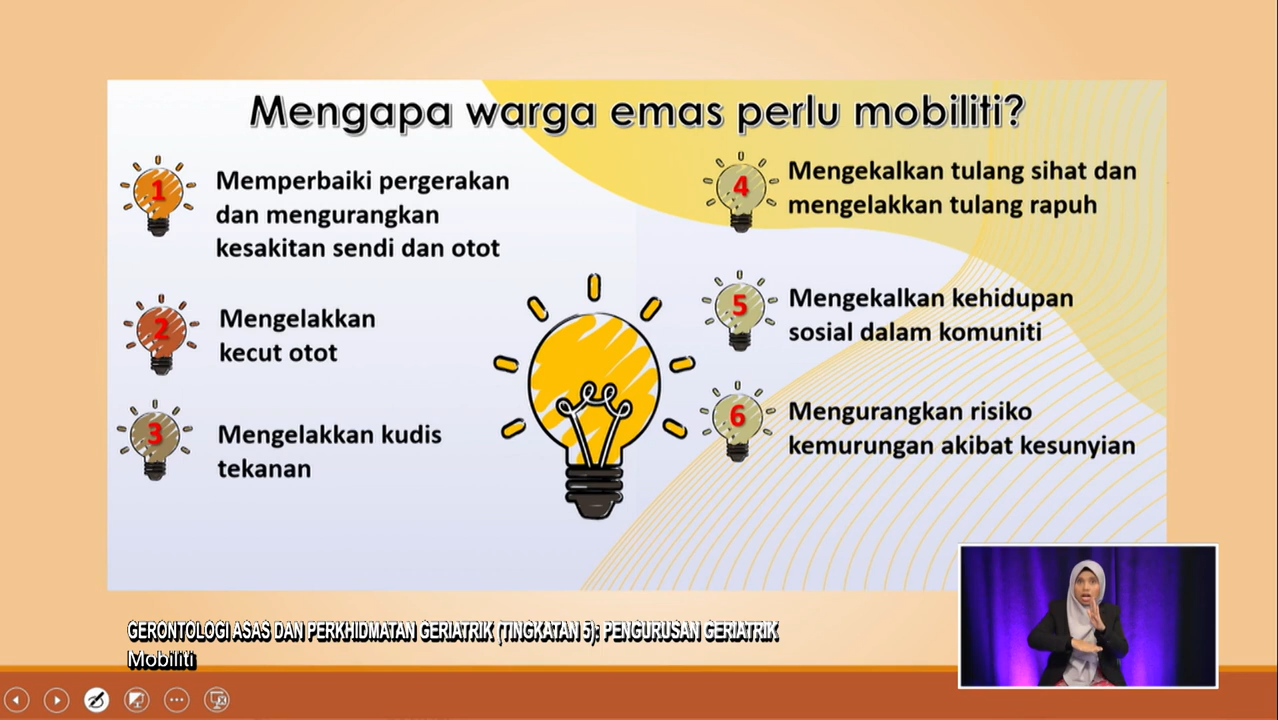 Mengapa warga emas perlu mobiliti?
1
Memperbaiki pergerakan
dan mengurangkan
kesakitan sendi dan otot
2
Mengelakkan
kecut otot
3
Mengelakkan kudis
tekanan
4
Mengekalkan tulang sihat dan
mengelakkan tulang rapuh
5
Mengekalkan kehidupan
sosial dalam komuniti
6
Mengurangkan risiko
kemurungan akibat kesunyian
GERONTOLOGI ASAS DAN PERKHIDMATAN GERIATRIK (TINGKATAN 5): PENGURUSAN GERIATRIK
Mobiliti